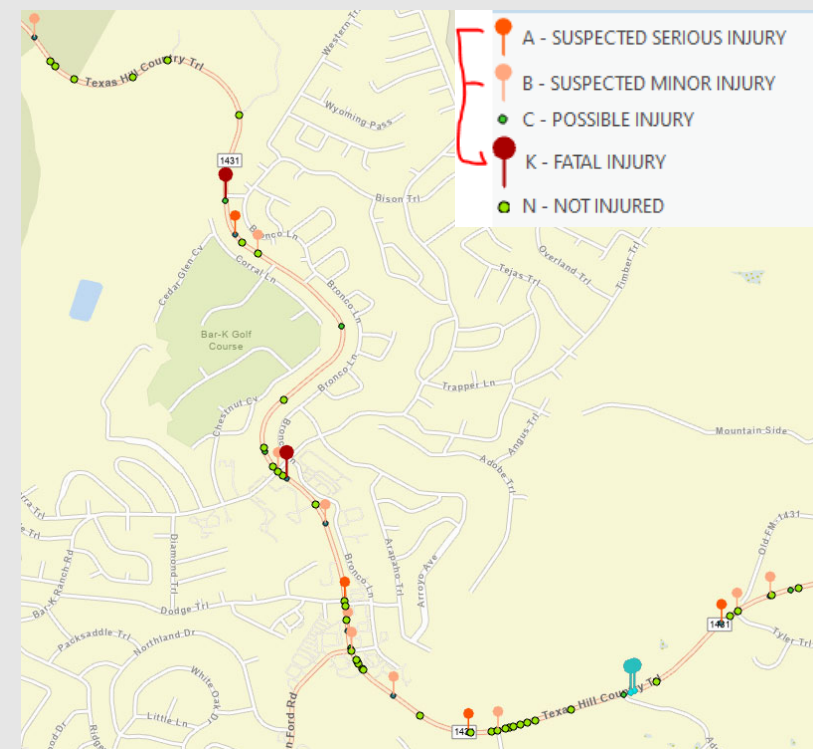 A - SUSPECTED SERIOUS INJURY
B - SUSPECTED MINOR INJURY
C - POSSIBLE INJURY
K - FATAL INJURY
N - NOT INJURED
Western-Trl
Texas Hill Country Trl
Wyoming Pass
1431
Bison Trl
Bronco Ln
Cedar Glen Cv
Corral Ln
Overland-Trl
Timber Trl
Tejas Trl
Bronco Ln
Bar-K Golf
Course
Bronco Ln
Trapper Ln
Chestnut Cv
Angus Trl
Mountain Side
Adobe Trl
Diamond Trl
Old FM-1431
Bar-K Ranch Rd
Bronco Ln
Arapaho Trl
Arroyo Ave
Dodge Trl
1431
Packsaddle Trl
Northland Dr
Tyler Trl
White Oak Dr
n Ford Rd
Texas Hill Country Trl
Little Ln